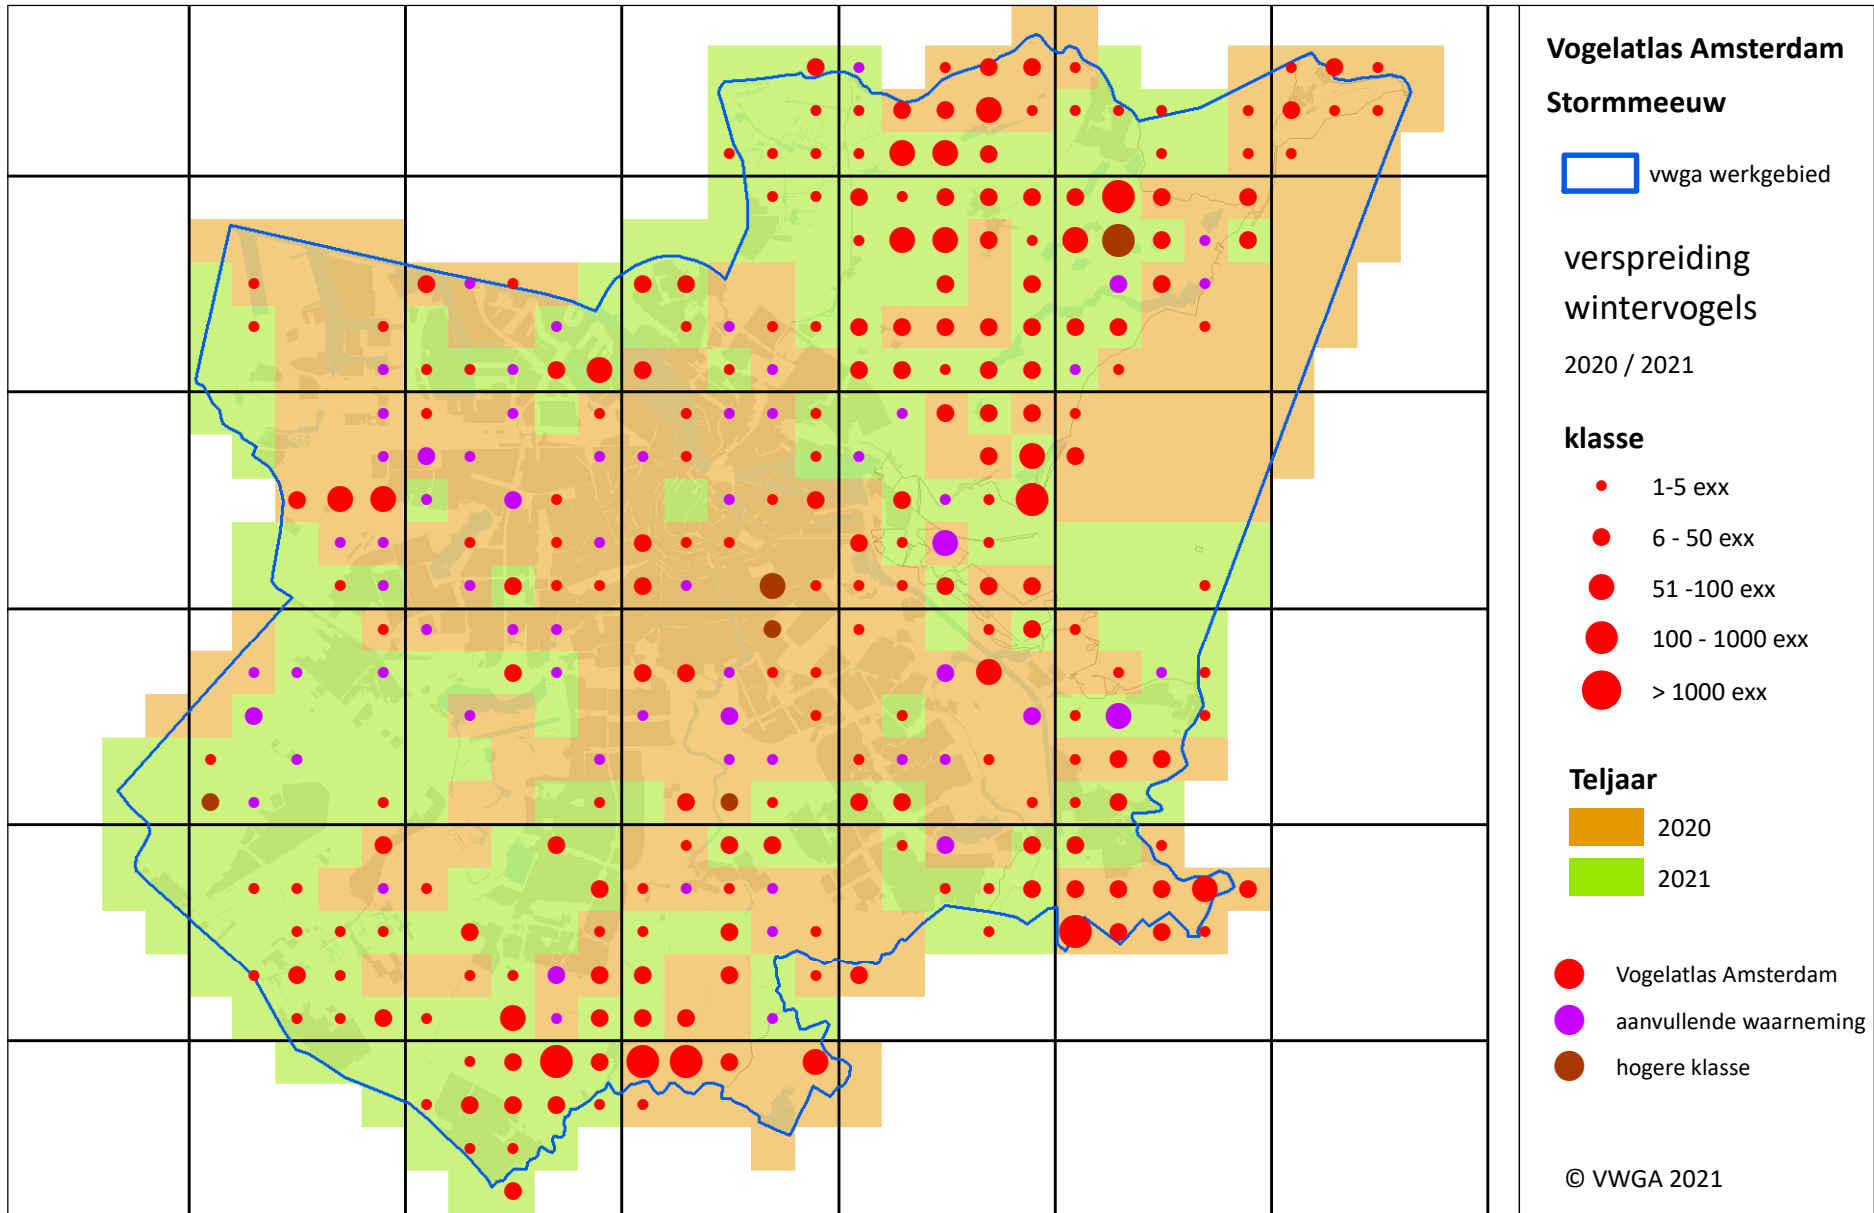 Vogelatlas Amsterdam
Stormmeeuw
vwga werkgebied
verspreiding
wintervogels
2020 / 2021
klasse
1-5 exx
6 - 50 exx
51 -100 exx
100 - 1000 exx
> 1000 exx
Teljaar
2020
2021
Vogelatlas Amsterdam
aanvullende waarneming
hogere klasse
© VWGA 2021